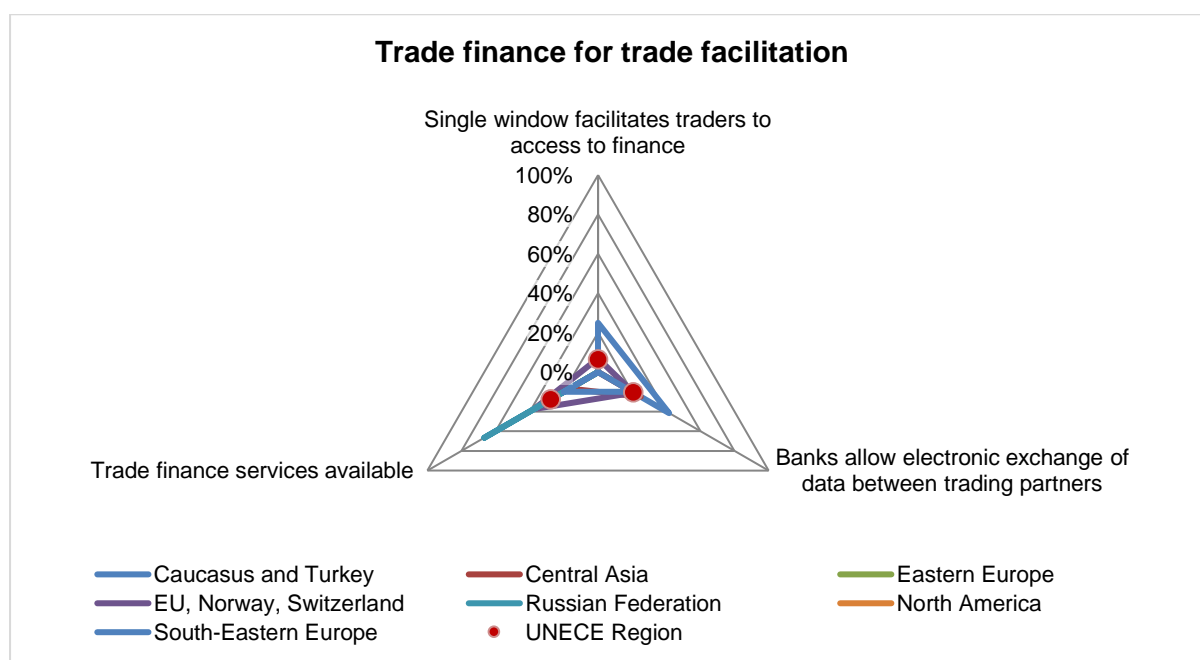 Trade finance for trade facilitation
Single window facilitates traders to
access to finance
100%
80%
60%
40%
20%
0%
Trade finance services available
Banks allow electronic exchange of
data between trading partners
Caucasus and Turkey
Central Asia
Eastern Europe
EU, Norway, Switzerland
Russian Federation
North America
South-Eastern Europe
UNECE Region